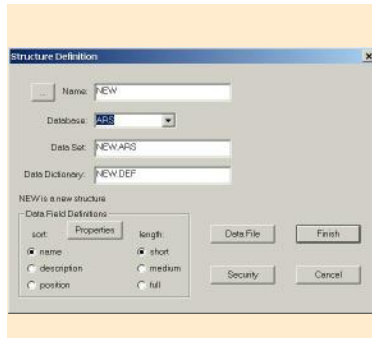 Structure Definition
... Name: NEW
Database: ARS
Data Set: NEW.ARS
Data Dictionary: NEW.DEF
NEW is a new structure
Data Field Definitions
sort: Properties length:
name short
description medium
position full
Data File Finish
Security Cancel